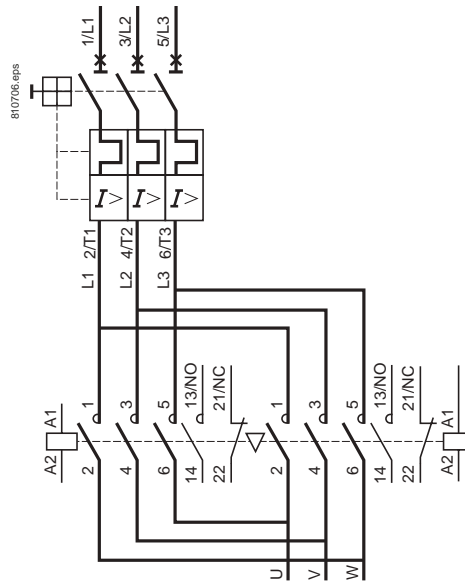 810706.eps
1/L1
3/L2
5/L3
I>
I>
I>
2/T1
4/T2
6/T3
L1
L2
L3
A1
A2
1
2
3
4
5
6
13/NO
14
21/NC
22
1
2
3
4
5
6
13/NO
14
21/NC
22
A1
A2
U
V
W